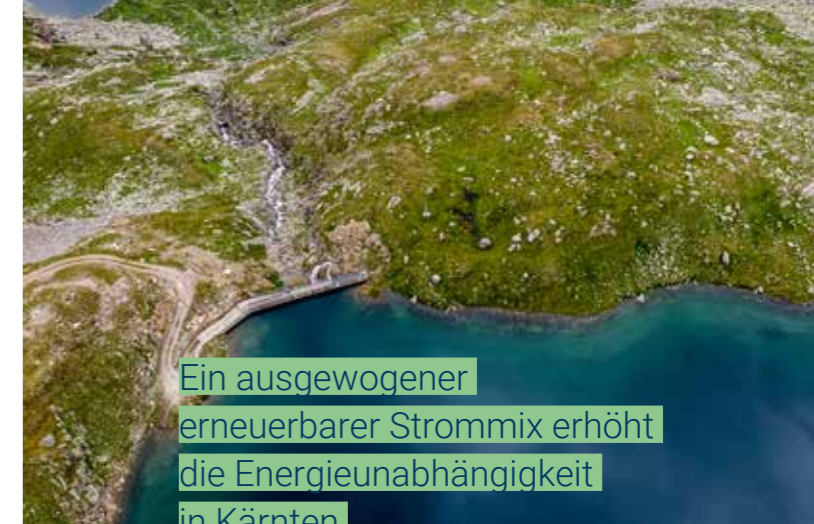 Ein ausgewogener
erneuerbarer Strommix erhöht
die Energieunabhängigkeit
in Kärnten